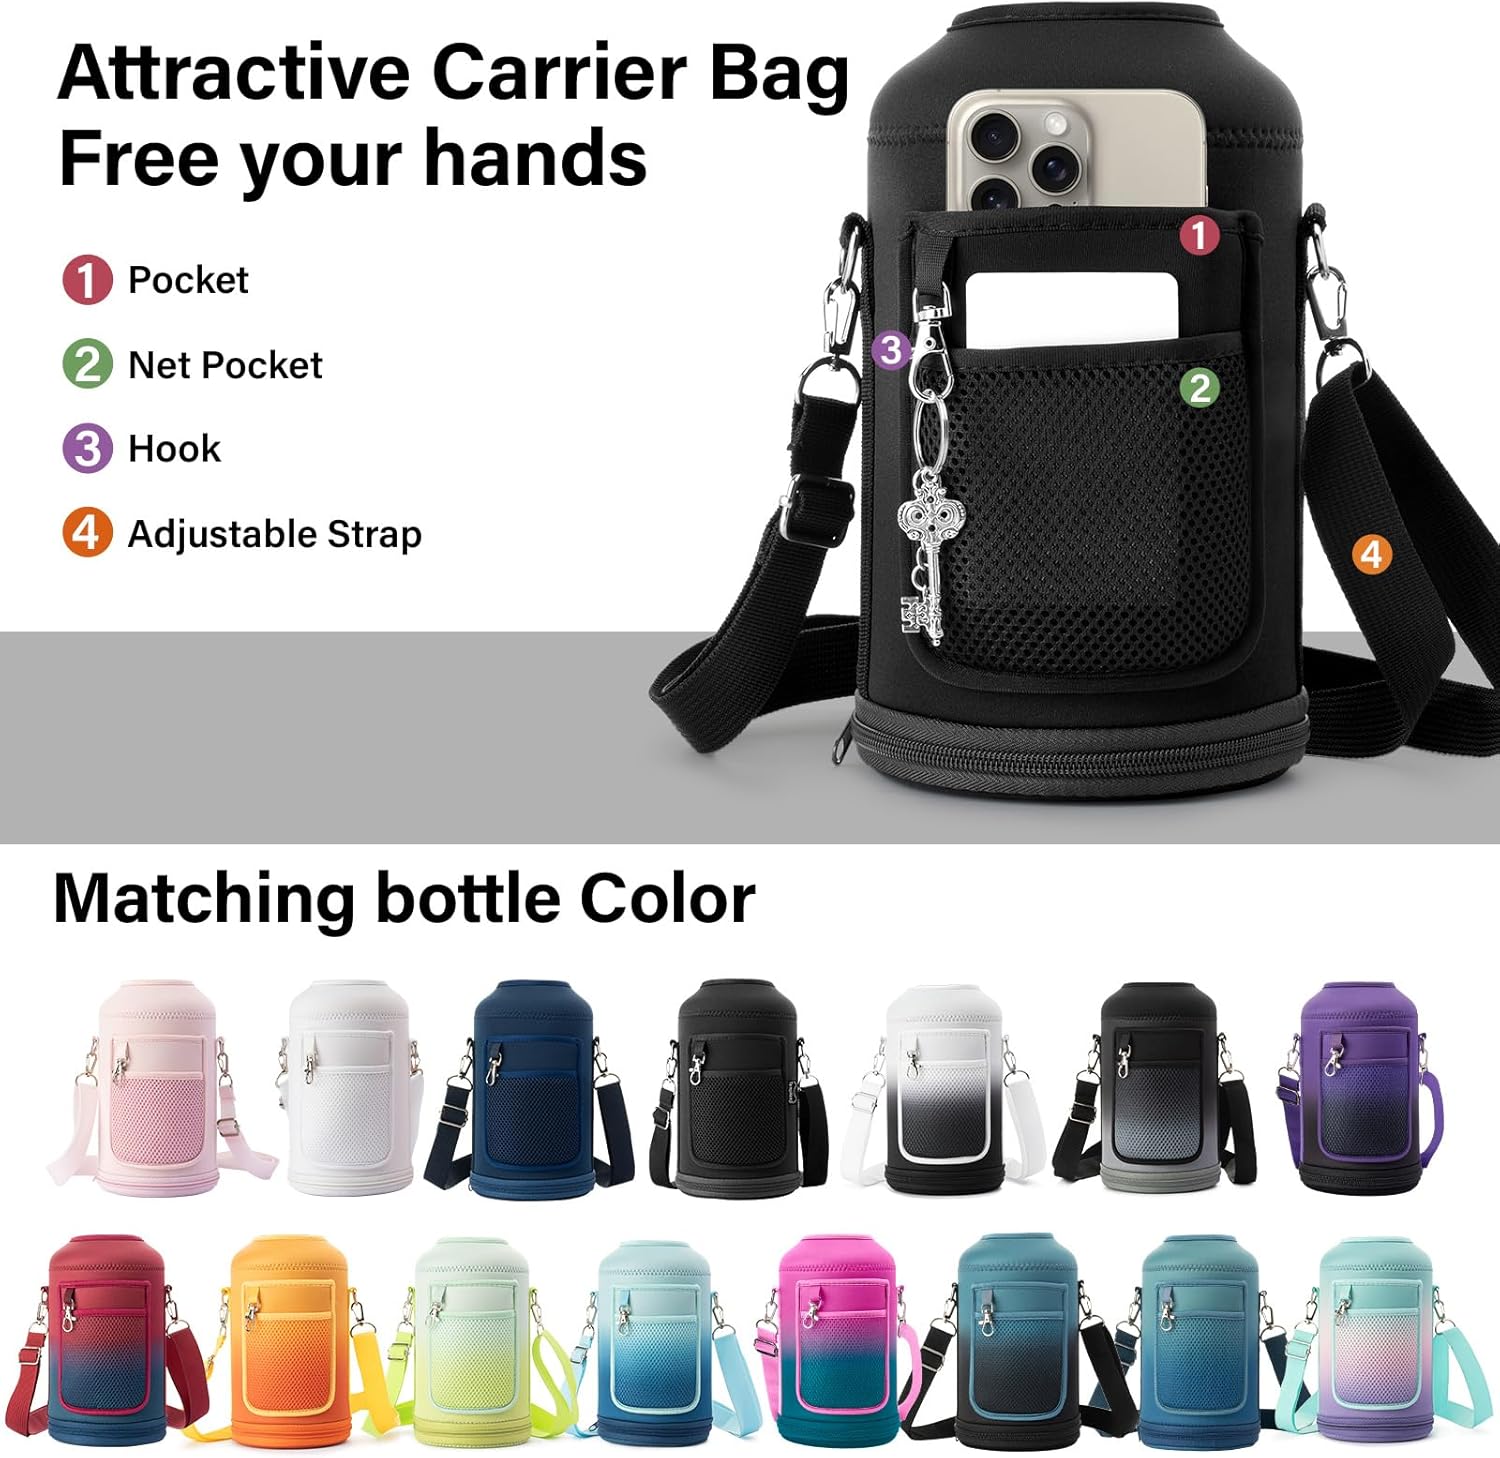 Attractive Carrier Bag
Free your hands
1 Pocket
2 Net Pocket
3 Hook
4 Adjustable Strap
1
3
2
4
Matching bottle Color